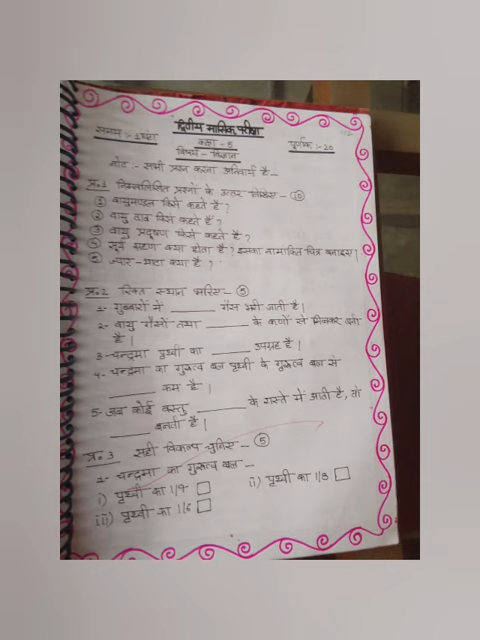 द्वितीय मासिक परीक्षा
समय :- 1 घंटा कक्षा - 5 पूर्णांक :- 20
विषय - विज्ञान
नोट :- सभी प्रश्न करना अनिवार्य है -
प्र०1 निम्नलिखित प्रश्नों के उत्तर लिखिए - 10
① वायुमण्डल किसे कहते हैं ?
② वायु दाब किसे कहते हैं ?
③ वायु प्रदूषण किसे कहते हैं ?
④ सूर्य ग्रहण क्या होता है ? इसका नामांकित चित्र बनाइए |
⑤ ज्वार-भाटा क्या है ?
प्र०2 रिक्त स्थान भरिए - ⑤
1- गुब्बारों में ______ गैस भरी जाती है |
2- वायु गैसों तथा ______ के कणों से मिलकर बनी
है |
3- चन्द्रमा पृथ्वी का ______ उपग्रह है |
4- चन्द्रमा का गुरुत्व बल पृथ्वी के गुरुत्व बल से
______ कम है |
5- जब कोई वस्तु ______ के रास्ते में आती है, तो
______ बनती है |
प्र० 3 सही विकल्प चुनिए - ⑤
1- चन्द्रमा का गुरुत्व बल -
i) पृथ्वी का 1/9 ii) पृथ्वी का 1/8
iii) पृथ्वी का 1/6